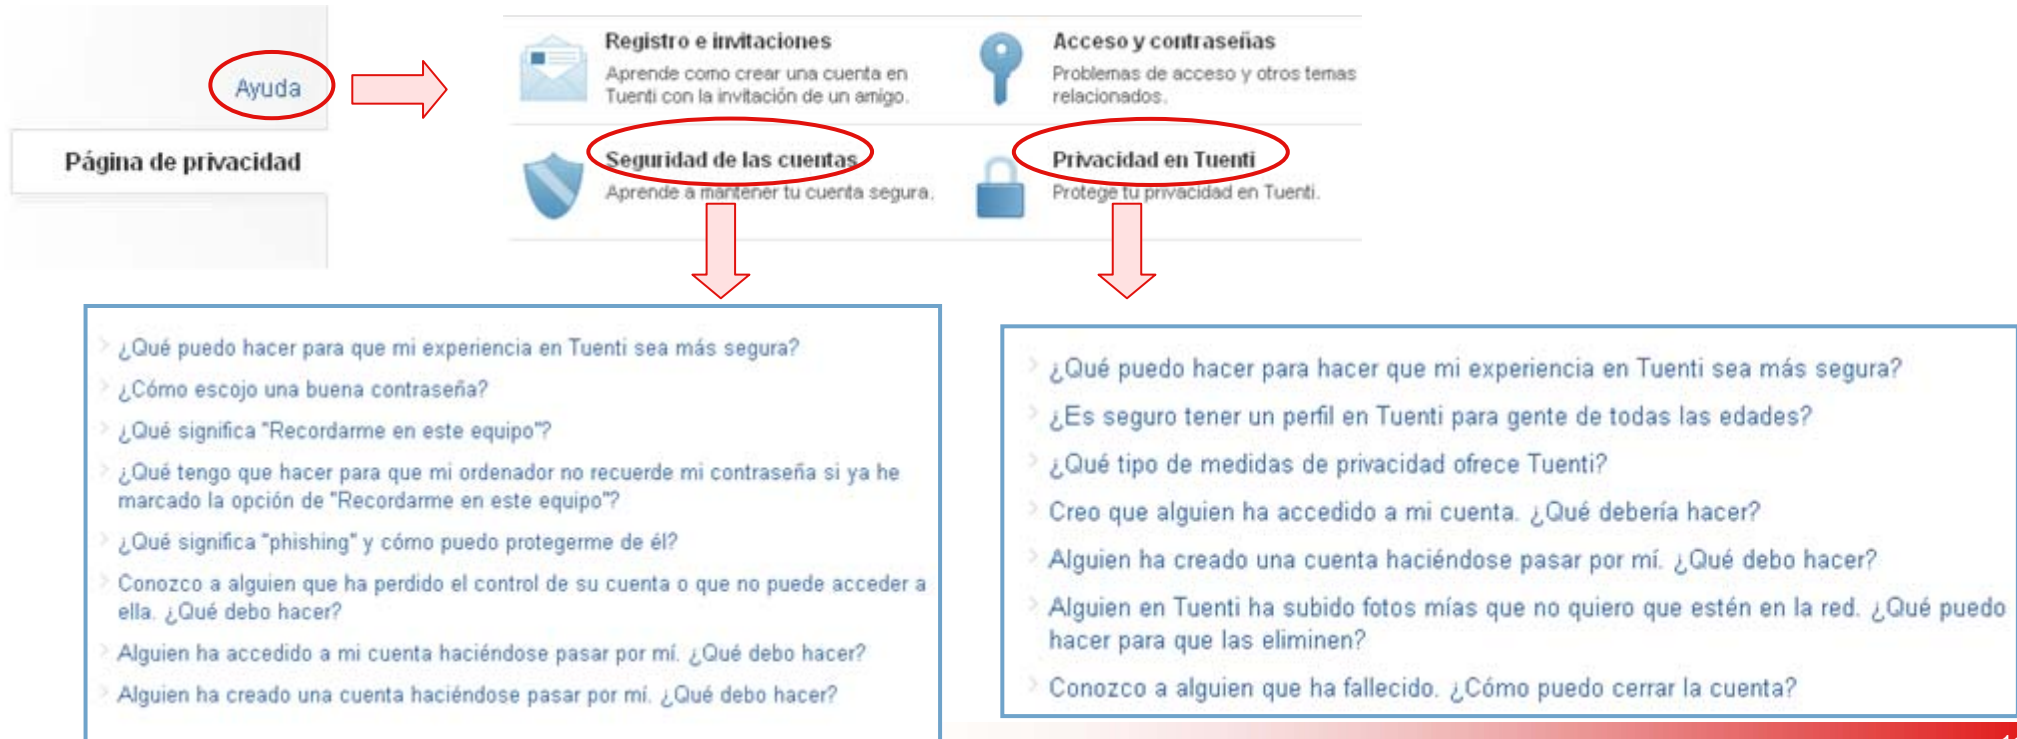 Ayuda
Página de privacidad
Registro e invitaciones
Aprende como crear una cuenta en
Tuenti con la invitación de un amigo.
Acceso y contraseñas
Problemas de acceso y otros temas
relacionados.
Seguridad de las cuentas
Aprende a mantener tu cuenta segura.
Privacidad en Tuenti
Protege tu privacidad en Tuenti.
¿Qué puedo hacer para que mi experiencia en Tuenti sea más segura?
¿Cómo escojo una buena contraseña?
¿Qué significa "Recordarme en este equipo"?
¿Qué tengo que hacer para que mi ordenador no recuerde mi contraseña si ya he
marcado la opción de "Recordarme en este equipo"?
¿Qué significa "phishing" y cómo puedo protegerme de él?
Conozco a alguien que ha perdido el control de su cuenta o que no puede acceder a
ella. ¿Qué debo hacer?
Alguien ha accedido a mi cuenta haciéndose pasar por mí. ¿Qué debo hacer?
Alguien ha creado una cuenta haciéndose pasar por mí. ¿Qué debo hacer?
¿Qué puedo hacer para hacer que mi experiencia en Tuenti sea más segura?
¿Es seguro tener un perfil en Tuenti para gente de todas las edades?
¿Qué tipo de medidas de privacidad ofrece Tuenti?
Creo que alguien ha accedido a mi cuenta. ¿Qué debería hacer?
Alguien ha creado una cuenta haciéndose pasar por mí. ¿Qué debo hacer?
Alguien en Tuenti ha subido fotos mías que no quiero que estén en la red. ¿Qué puedo
hacer para que las eliminen?
Conozco a alguien que ha fallecido. ¿Cómo puedo cerrar la cuenta?